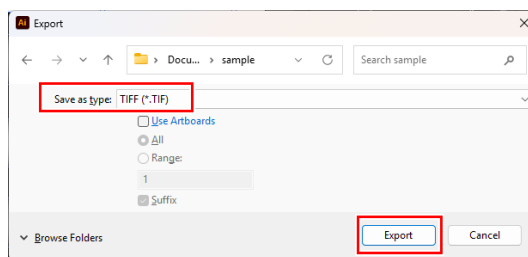 Ai Export
Docu... > sample
Search sample
Save as type: TIFF (*.TIF)
Use Artboards
All
Range:
1
Suffix
Browse Folders
Export
Cancel